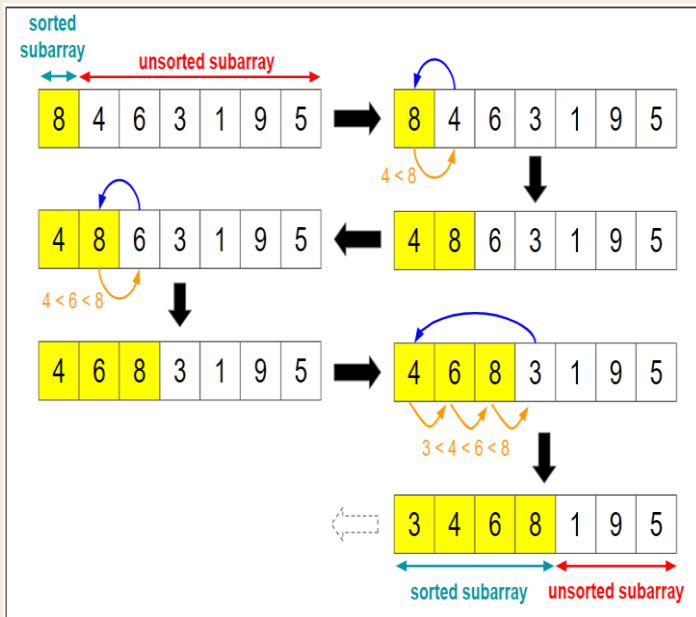 sorted
subarray
unsorted subarray
8 4 6 3 1 9 5
8 4 6 3 1 9 5
4 < 8
4 8 6 3 1 9 5
4 < 6 < 8
4 8 6 3 1 9 5
4 6 8 3 1 9 5
4 6 8 3 1 9 5
3 < 4 < 6 < 8
3 4 6 8 1 9 5
sorted subarray
unsorted subarray